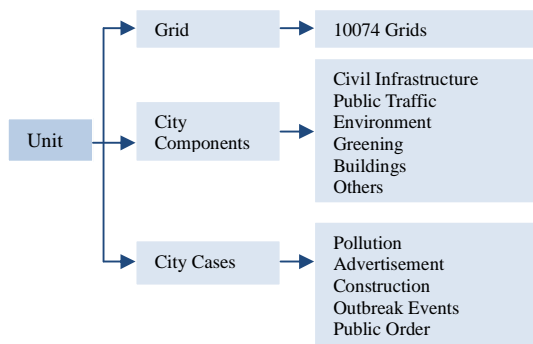 Grid
10074 Grids
Unit
City
Components
Civil Infrastructure
Public Traffic
Environment
Greening
Buildings
Others
City Cases
Pollution
Advertisement
Construction
Outbreak Events
Public Order